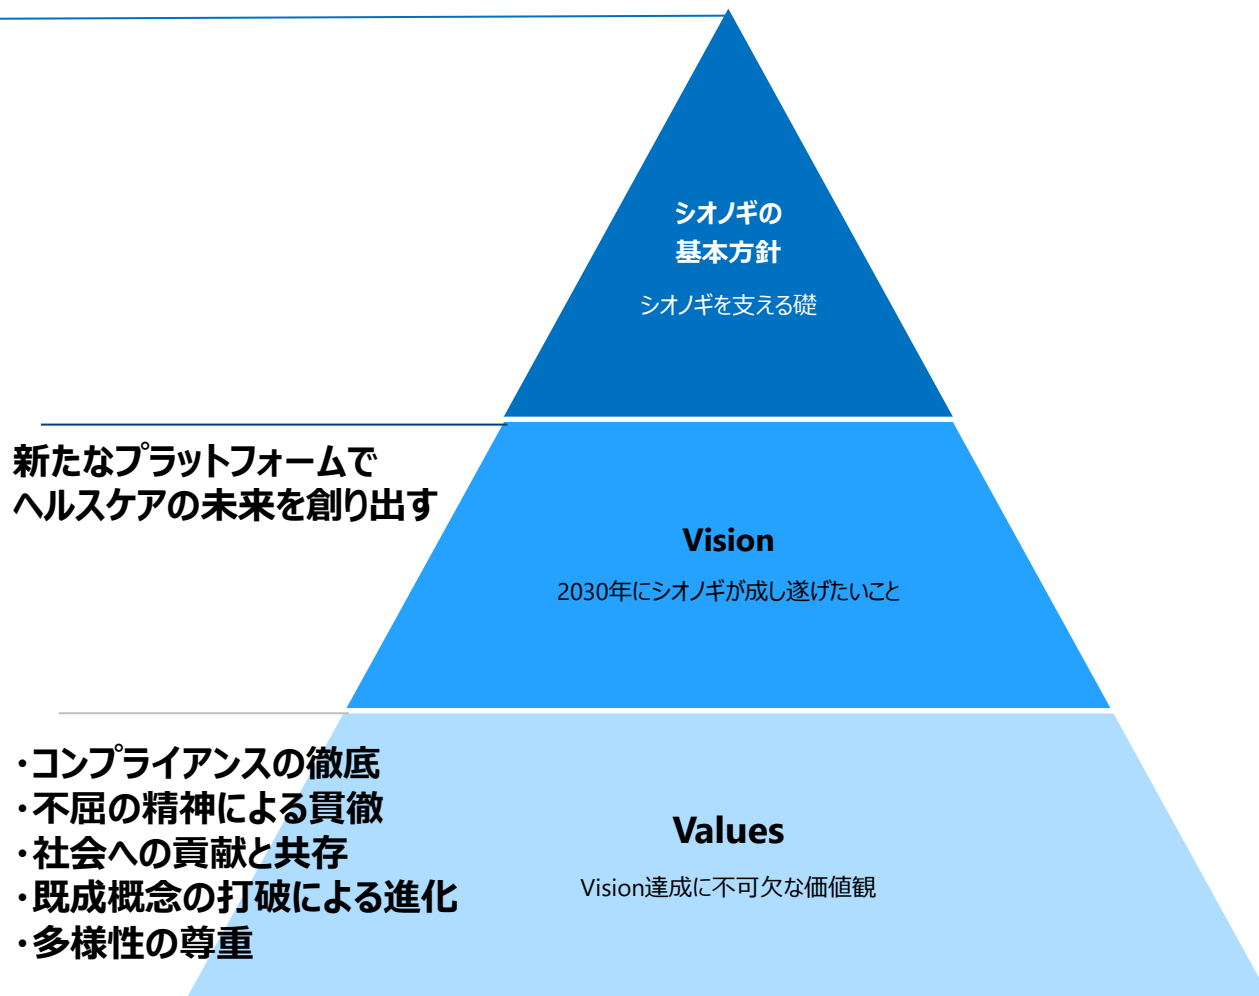 シオノギの
基本方針
シオノギを支える礎
新たなプラットフォームで
ヘルスケアの未来を創り出す
Vision
2030年にシオノギが成し遂げたいこと
・コンプライアンスの徹底
・不屈の精神による貫徹
・社会への貢献と共存
・既成概念の打破による進化
・多様性の尊重
Values
Vision達成に不可欠な価値観